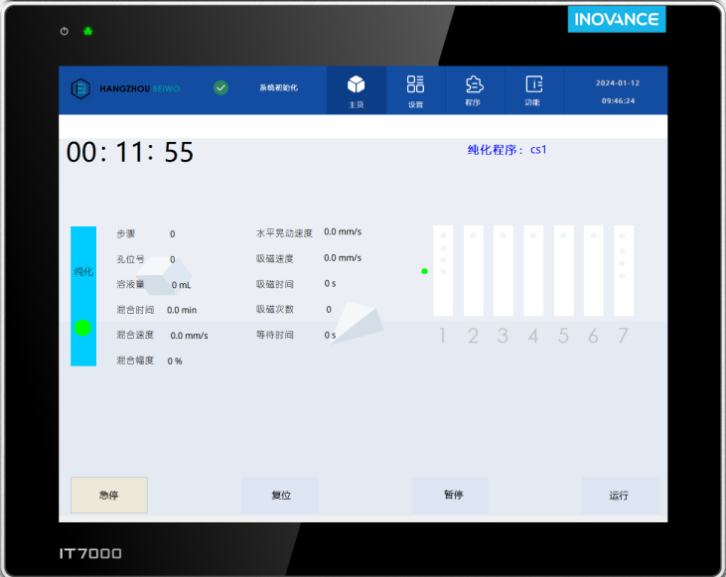 INOVANCE
HANGZHOU BEIWO
系统初始化
主页
设置
程序
功能
2024-01-12
09:46:24
00:11:55
纯化程序：cs1
纯化
步骤 0
孔位号 0
溶液量 0 mL
混合时间 0.0 min
混合速度 0.0 mm/s
混合幅度 0 %
水平晃动速度 0.0 mm/s
吸磁速度 0.0 mm/s
吸磁时间 0 s
吸磁次数 0
等待时间 0 s
1 2 3 4 5 6 7
急停
复位
暂停
运行
IT7000